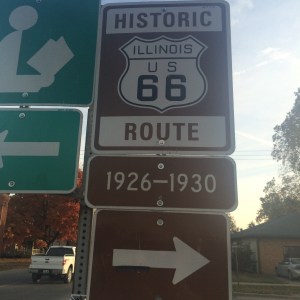 HISTORIC
ILLINOIS
U S
66
ROUTE
1926-1930